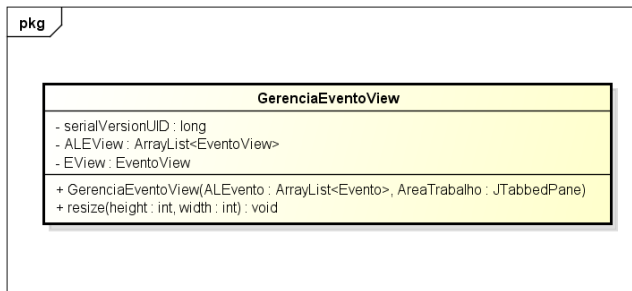 pkg
GerenciaEventoView
- serialVersionUID : long
- ALEView : ArrayList<EventoView>
- EView : EventoView
+ GerenciaEventoView(ALEvento : ArrayList<Evento>, AreaTrabalho : JTabbedPane)
+ resize(height : int, width : int) : void